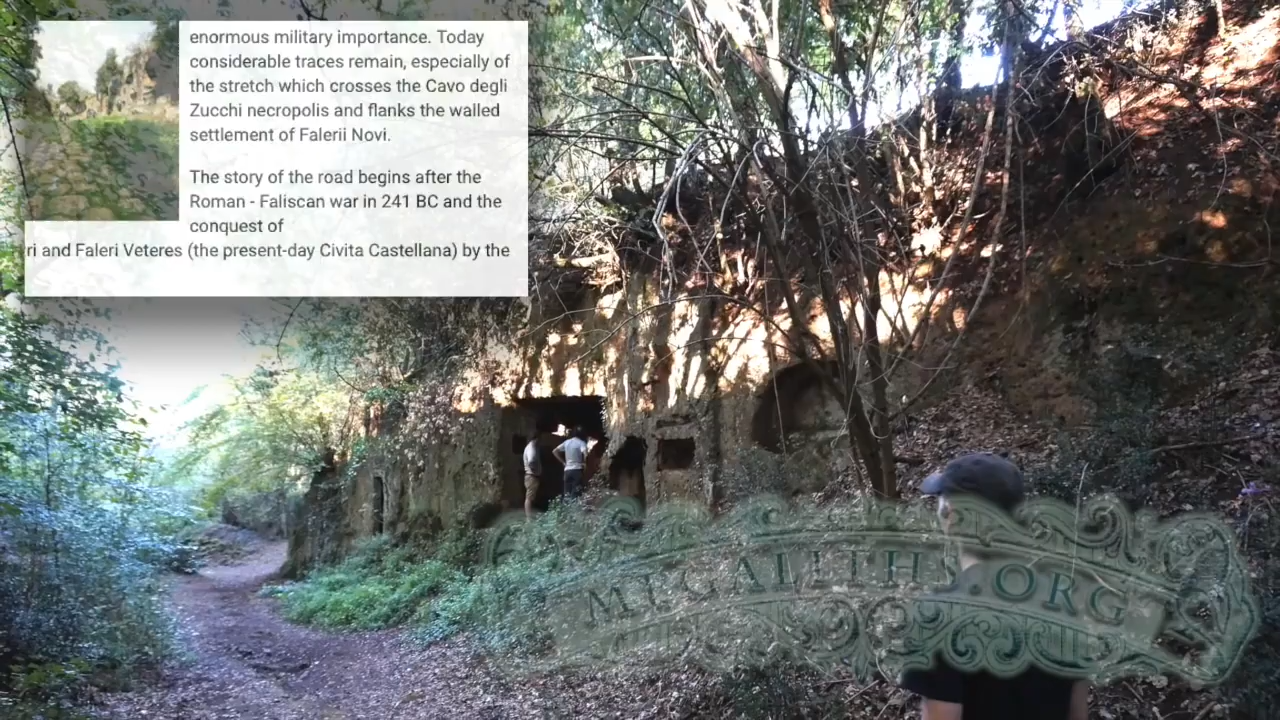 enormous military importance. Today
considerable traces remain, especially of
the stretch which crosses the Cavo degli
Zucchi necropolis and flanks the walled
settlement of Falerii Novi.
The story of the road begins after the
Roman - Faliscan war in 241 BC and the
conquest of
ri and Faleri Veteres (the present-day Civita Castellana) by the
MEGALITHS.ORG